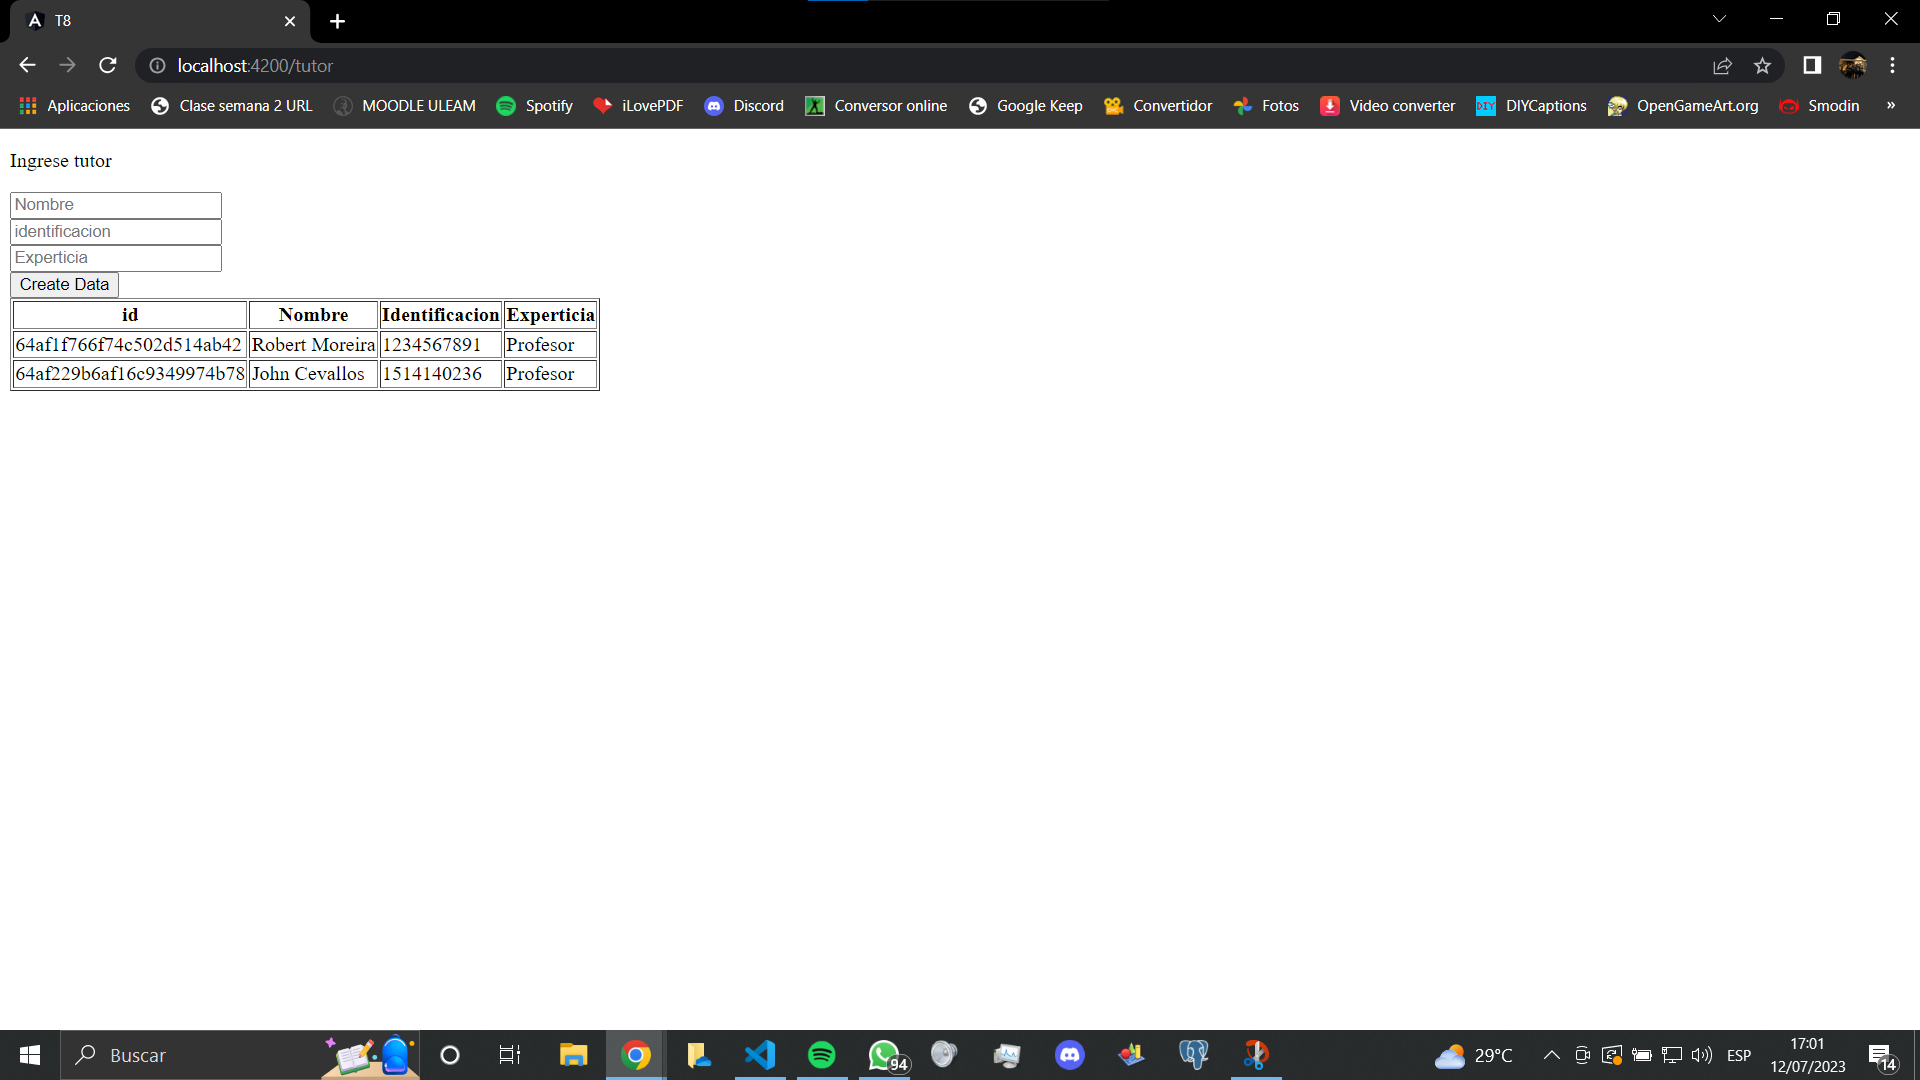 T8
localhost:4200/tutor
Aplicaciones Clase semana 2 URL MOODLE ULEAM Spotify iLovePDF Discord Conversor online Google Keep Convertidor Fotos Video converter DIY DIYCaptions OpenGameArt.org Smodin »
Ingrese tutor
Nombre
identificacion
Experticia
Create Data
id Nombre Identificacion Experticia
64af1f766f74c502d514ab42 Robert Moreira 1234567891 Profesor
64af229b6af16c9349974b78 John Cevallos 1514140236 Profesor
Buscar 94 29°C ESP 17:01 14
12/07/2023